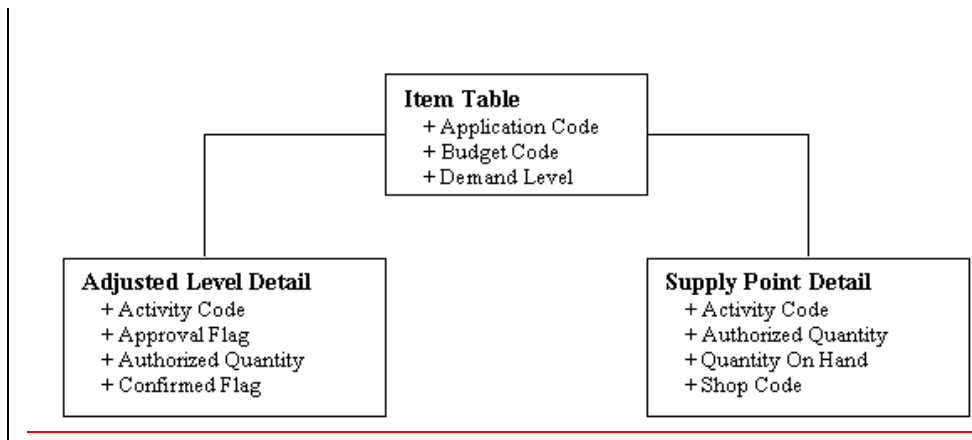 Item Table
+ Application Code
+ Budget Code
+ Demand Level
Adjusted Level Detail
+ Activity Code
+ Approval Flag
+ Authorized Quantity
+ Confirmed Flag
Supply Point Detail
+ Activity Code
+ Authorized Quantity
+ Quantity On Hand
+ Shop Code